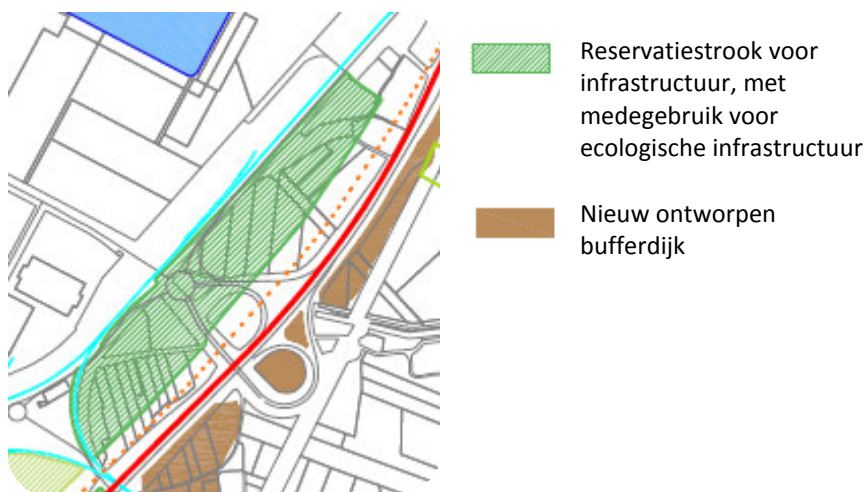 Reservatiestrook voor
infrastructuur, met
medegebruik voor
ecologische infrastructuur
Nieuw ontworpen
bufferdijk